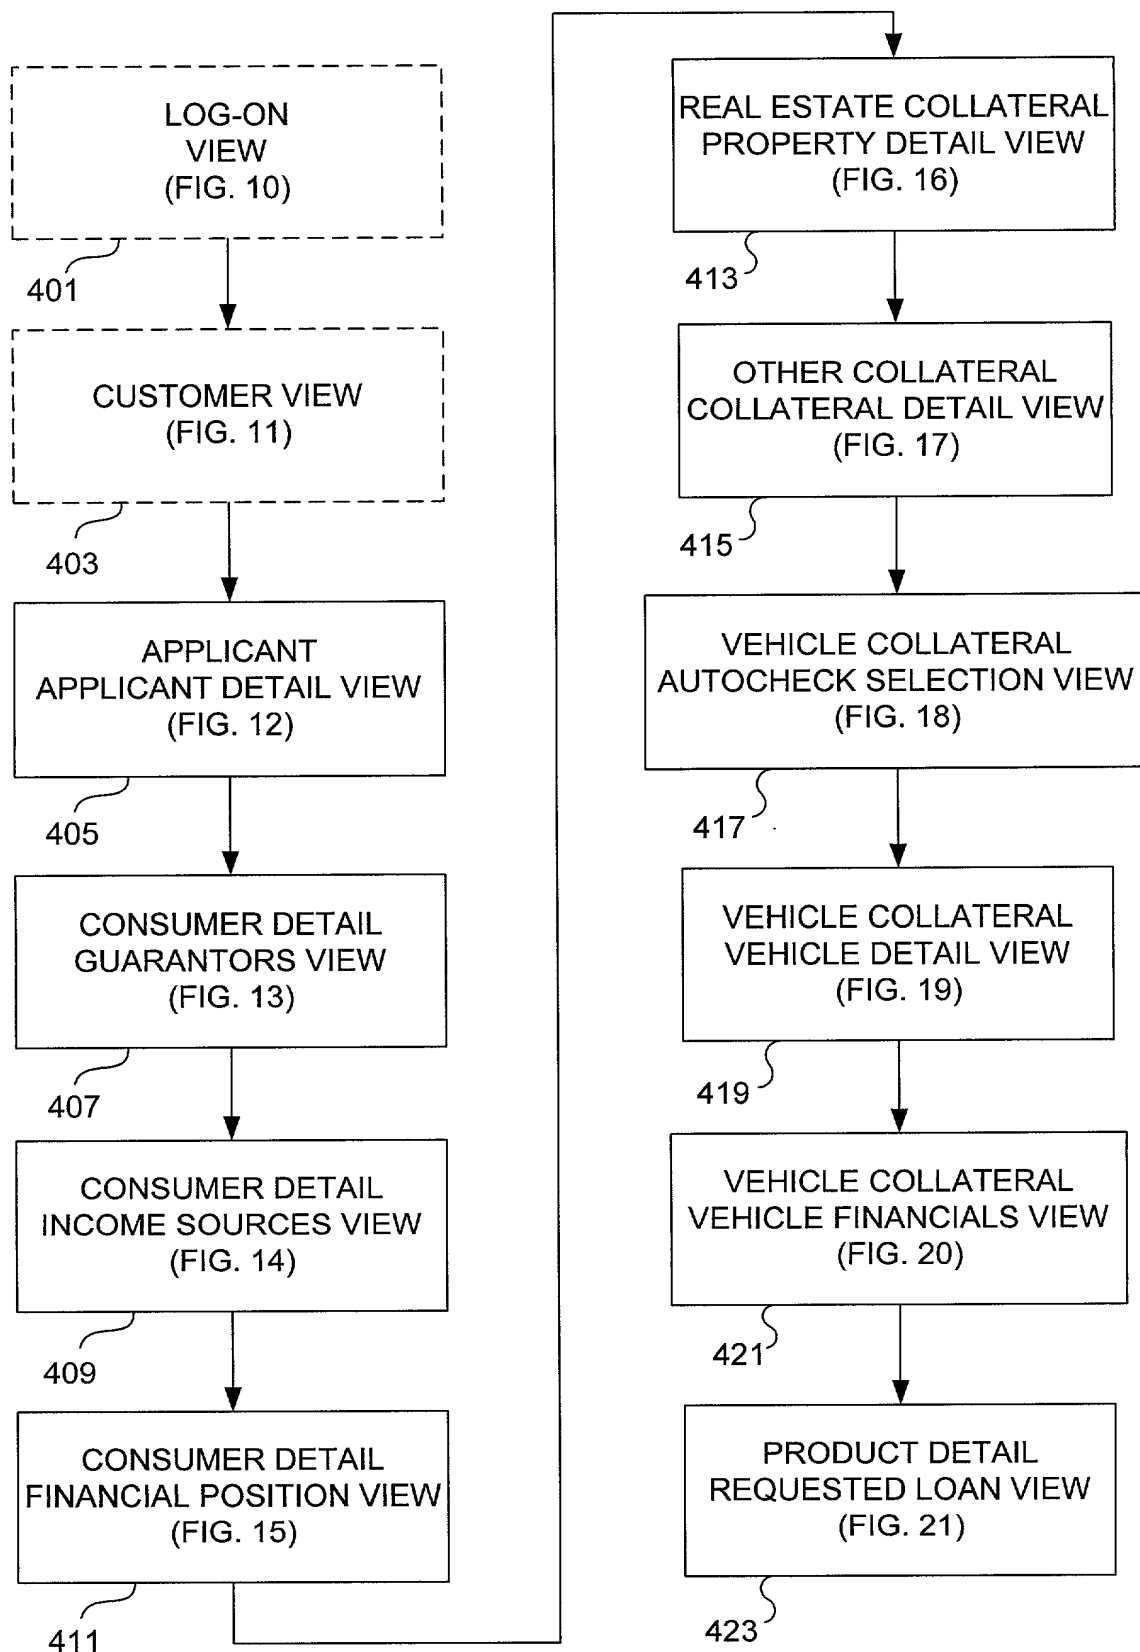 LOG-ON
VIEW
(FIG. 10)
401
CUSTOMER VIEW
(FIG. 11)
403
APPLICANT
APPLICANT DETAIL VIEW
(FIG. 12)
405
CONSUMER DETAIL
GUARANTORS VIEW
(FIG. 13)
407
CONSUMER DETAIL
INCOME SOURCES VIEW
(FIG. 14)
409
CONSUMER DETAIL
FINANCIAL POSITION VIEW
(FIG. 15)
411
REAL ESTATE COLLATERAL
PROPERTY DETAIL VIEW
(FIG. 16)
413
OTHER COLLATERAL
COLLATERAL DETAIL VIEW
(FIG. 17)
415
VEHICLE COLLATERAL
AUTOCHECK SELECTION VIEW
(FIG. 18)
417
VEHICLE COLLATERAL
VEHICLE DETAIL VIEW
(FIG. 19)
419
VEHICLE COLLATERAL
VEHICLE FINANCIALS VIEW
(FIG. 20)
421
PRODUCT DETAIL
REQUESTED LOAN VIEW
(FIG. 21)
423